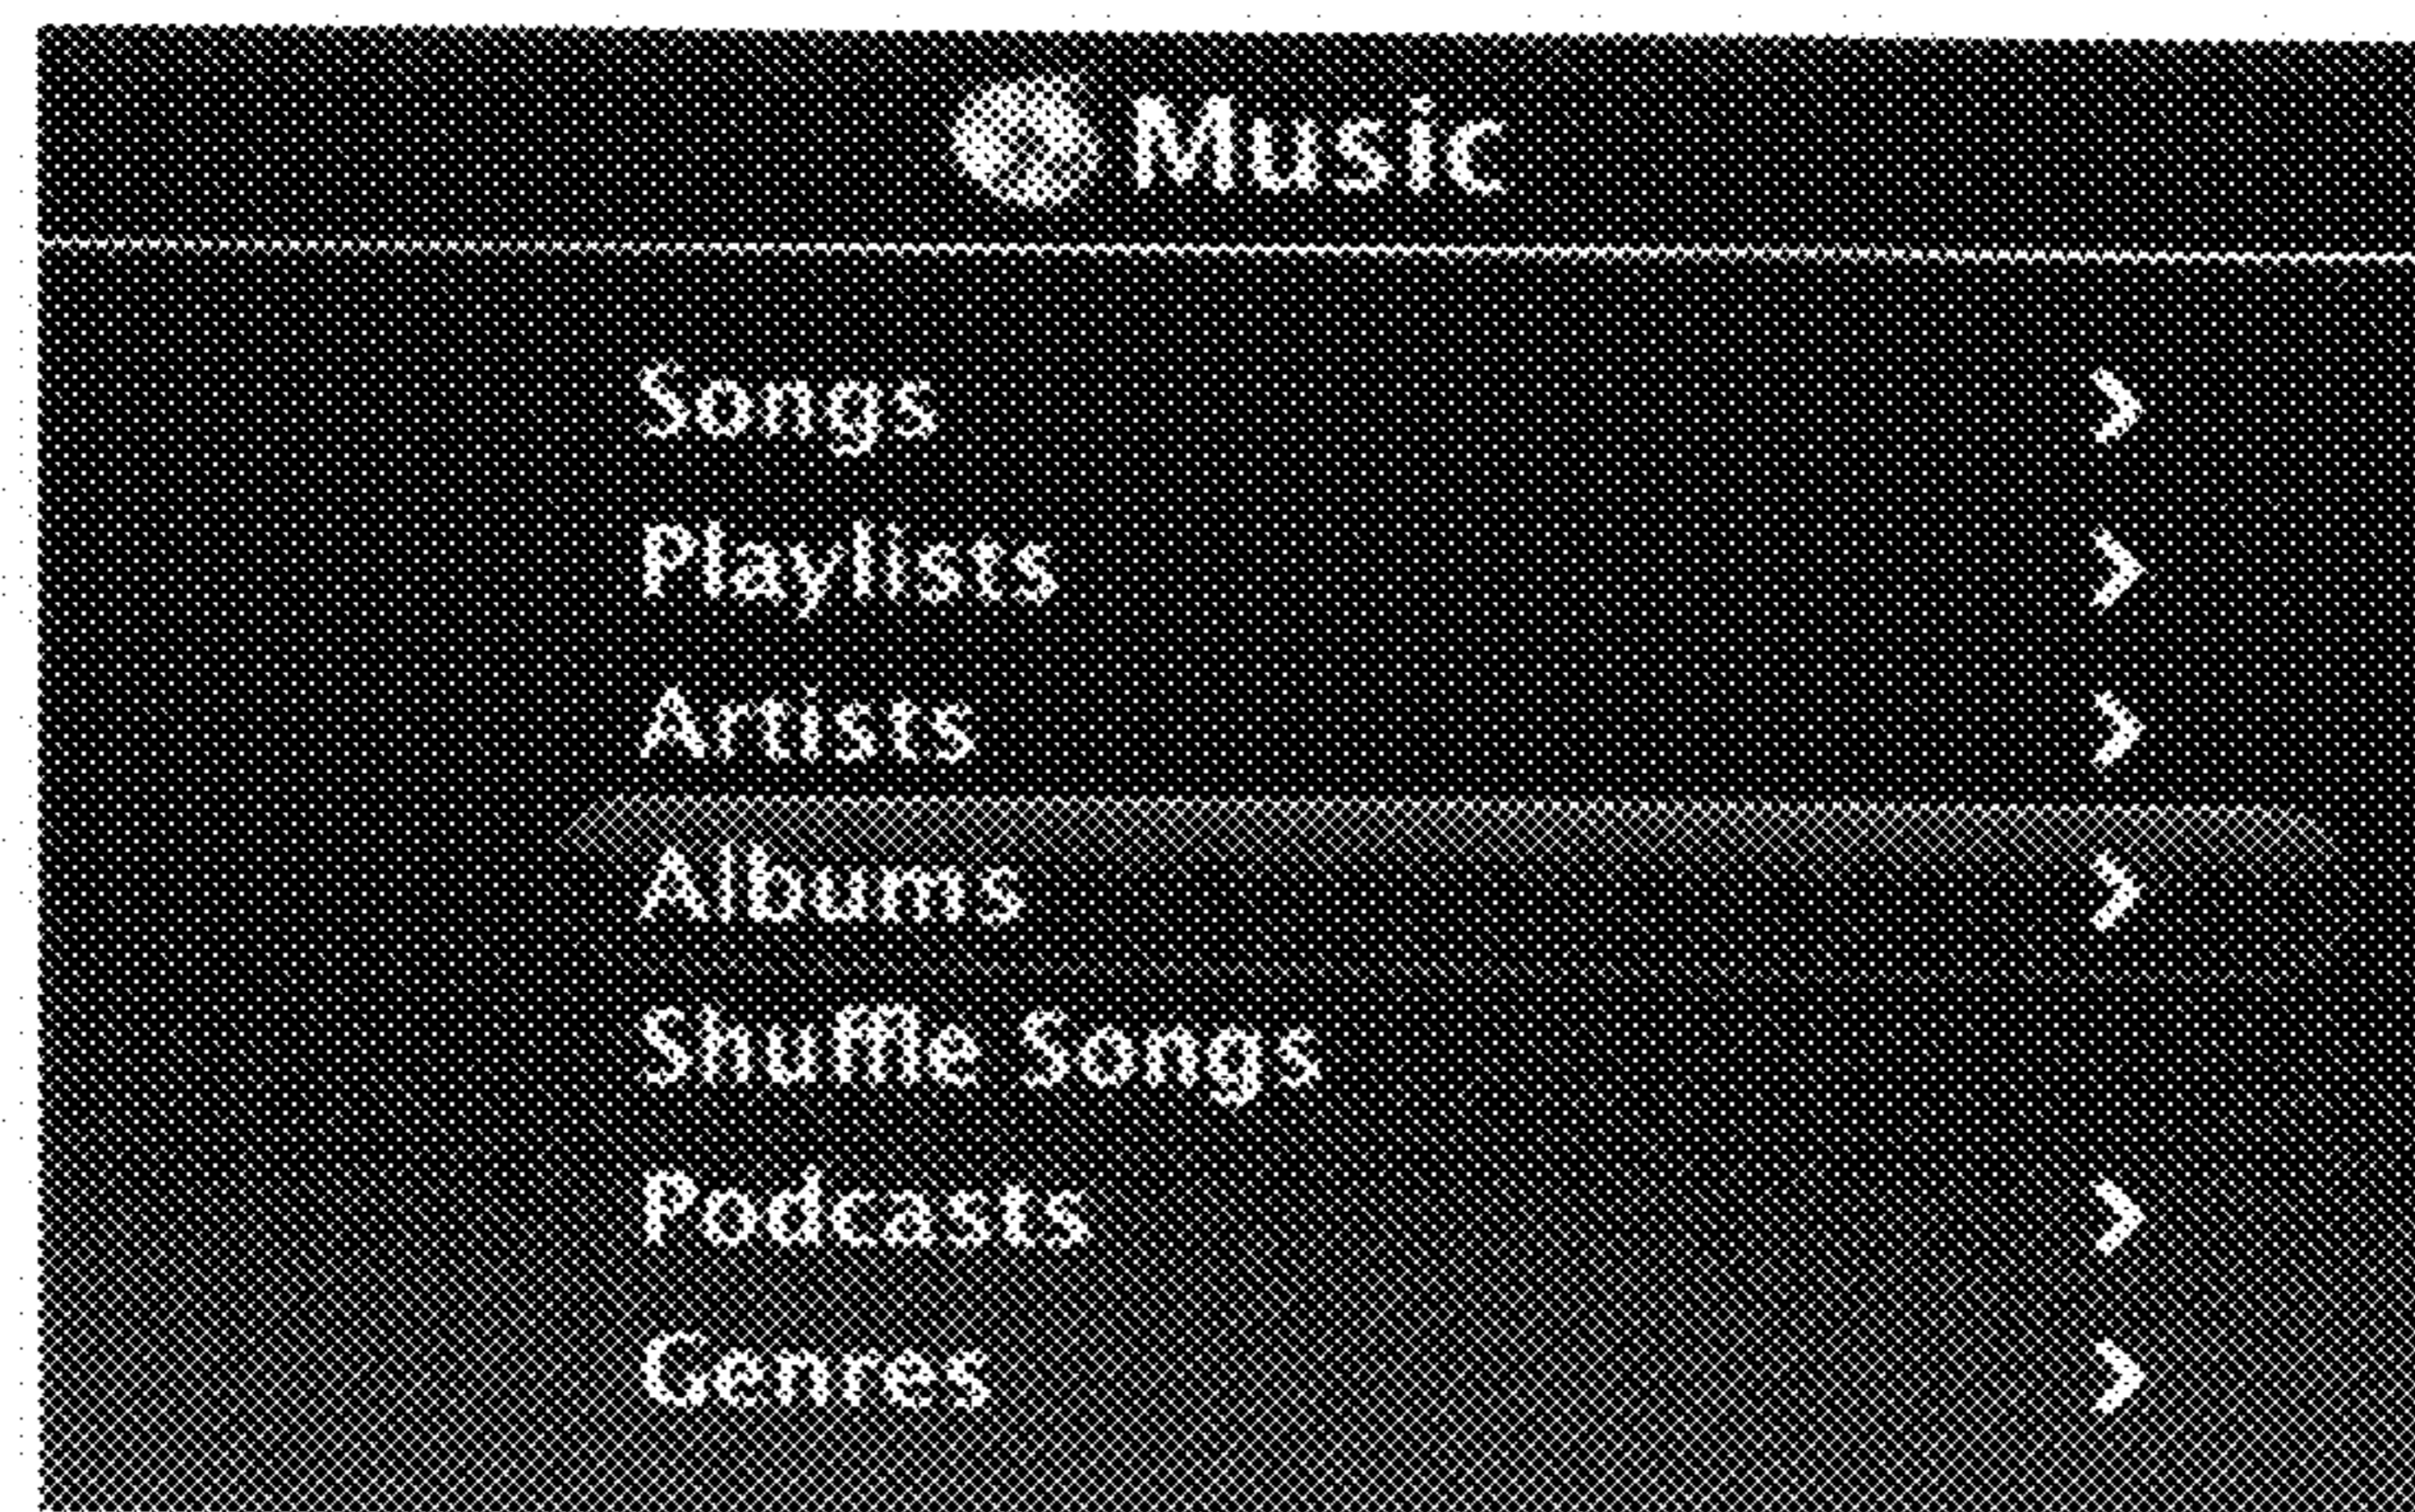 Music
Songs
Playlists
Artists
Albums
Shuffle Songs
Podcasts
Genres